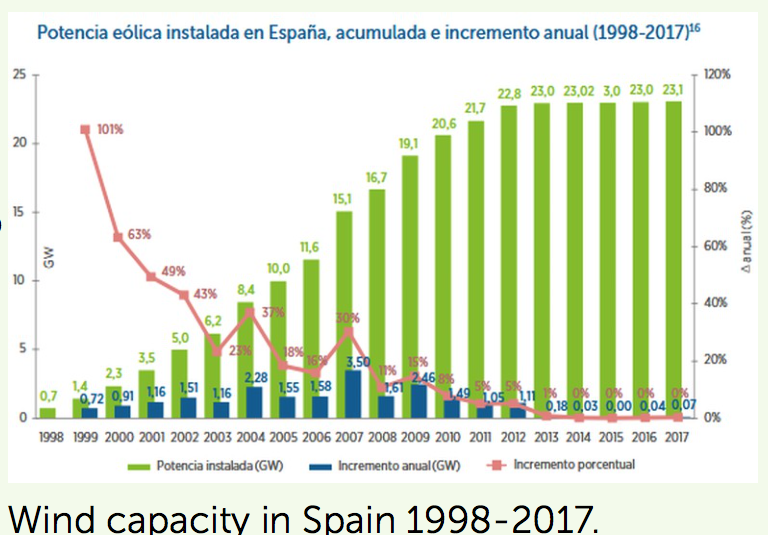 Potencia eólica instalada en España, acumulada e incremento anual (1998-2017)16
25 120%
20 100%
15 80%
10 60%
5 40%
0 20%
0%
GW
Δ anual (%)
101% 63% 49% 43% 23% 37% 18% 16% 30% 11% 15% 8% 5% 5% 1% 0% 0% 0% 0%
0,7 1,4 2,3 3,5 5,0 6,2 8,4 10,0 11,6 15,1 16,7 19,1 20,6 21,7 22,8 23,0 23,02 3,0 23,0 23,1
0,72 0,91 1,16 1,51 1,16 2,28 1,55 1,58 3,50 1,61 2,46 1,49 1,05 1,11 0,18 0,03 0,00 0,04 0,07
1998 1999 2000 2001 2002 2003 2004 2005 2006 2007 2008 2009 2010 2011 2012 2013 2014 2015 2016 2017
Potencia instalada (GW) Incremento anual (GW) Incremento porcentual
Wind capacity in Spain 1998-2017.